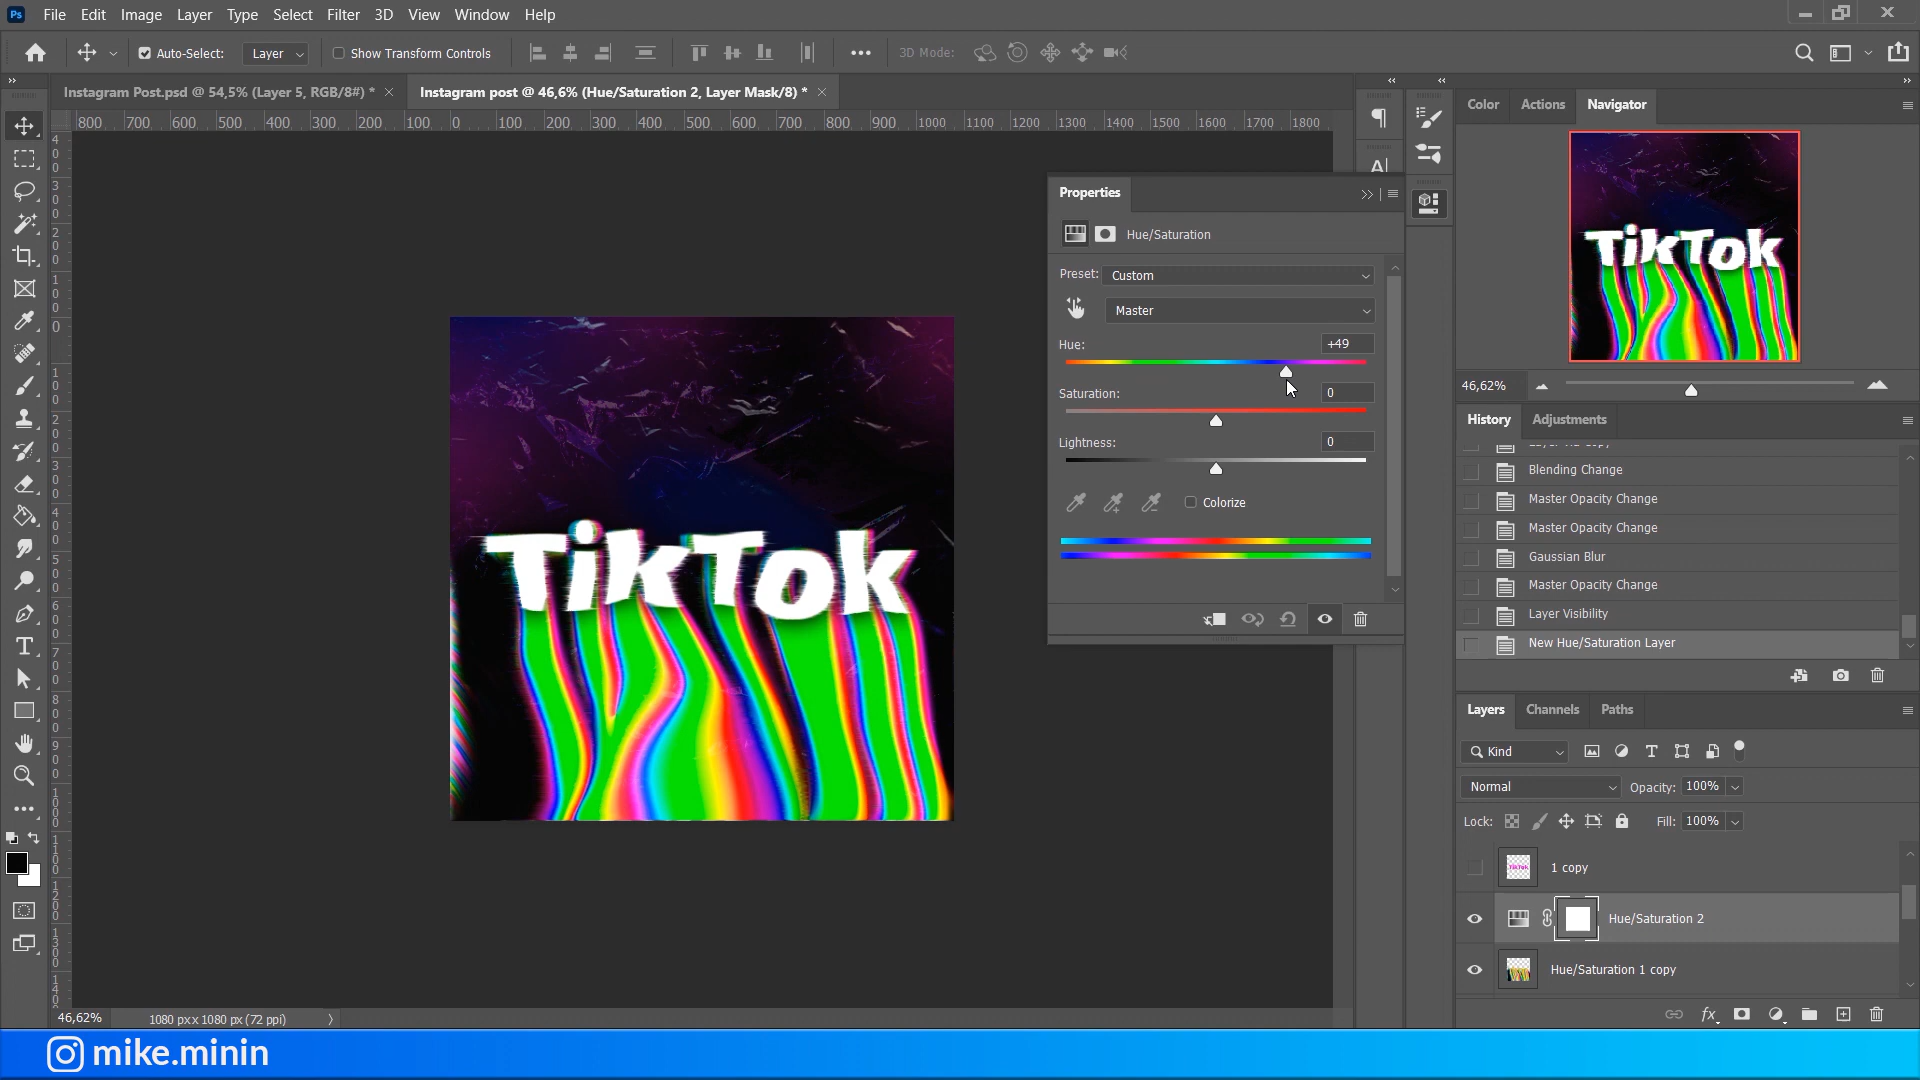 Ps File Edit Image Layer Type Select Filter 3D View Window Help
Auto-Select: Layer Show Transform Controls 3D Mode:
Instagram Post.psd @ 54,5% (Layer 5, RGB/8#) * Instagram post @ 46,6% (Hue/Saturation 2, Layer Mask/8) *
800 700 600 500 400 300 200 100 0 100 200 300 400 500 600 700 800 900 1000 1100 1200 1300 1400 1500 1600 1700 1800
Color Actions Navigator
Properties
Hue/Saturation
Preset: Custom
Master
Hue: +49
Saturation: 0
Lightness: 0
Colorize
TikTok
TikTok
46,62%
History Adjustments
Blending Change
Master Opacity Change
Master Opacity Change
Gaussian Blur
Master Opacity Change
Layer Visibility
New Hue/Saturation Layer
Layers Channels Paths
Kind
Normal Opacity: 100%
Lock: Fill: 100%
TikTok 1 copy
Hue/Saturation 2
Hue/Saturation 1 copy
fx
46,62% 1080 px x 1080 px (72 ppi)
mike.minin